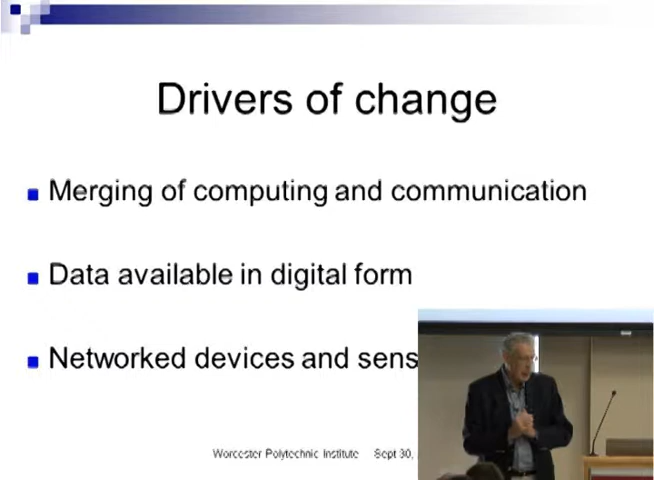 Drivers of change
Merging of computing and communication
Data available in digital form
Networked devices and sens
Worcester Polytechnic Institute Sept 30,